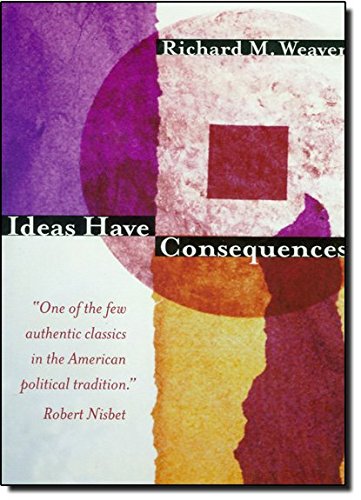 Richard M. Weaver
Ideas Have
Consequences
"One of the few
authentic classics
in the American
political tradition."
Robert Nisbet